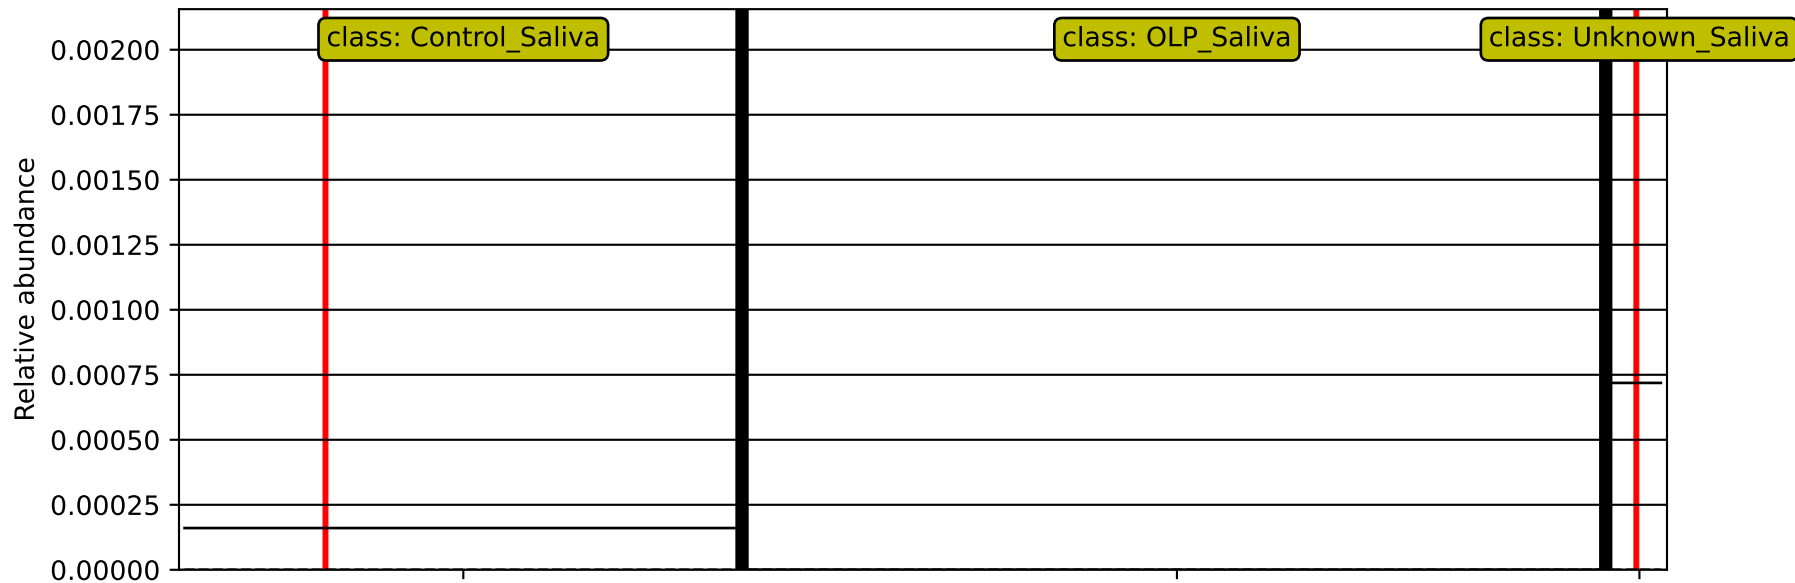 class: Control_Saliva
class: OLP_Saliva
class: Unknown_Saliva
0.00200
0.00175
0.00150
0.00125
0.00100
0.00075
0.00050
0.00025
0.00000
Relative abundance